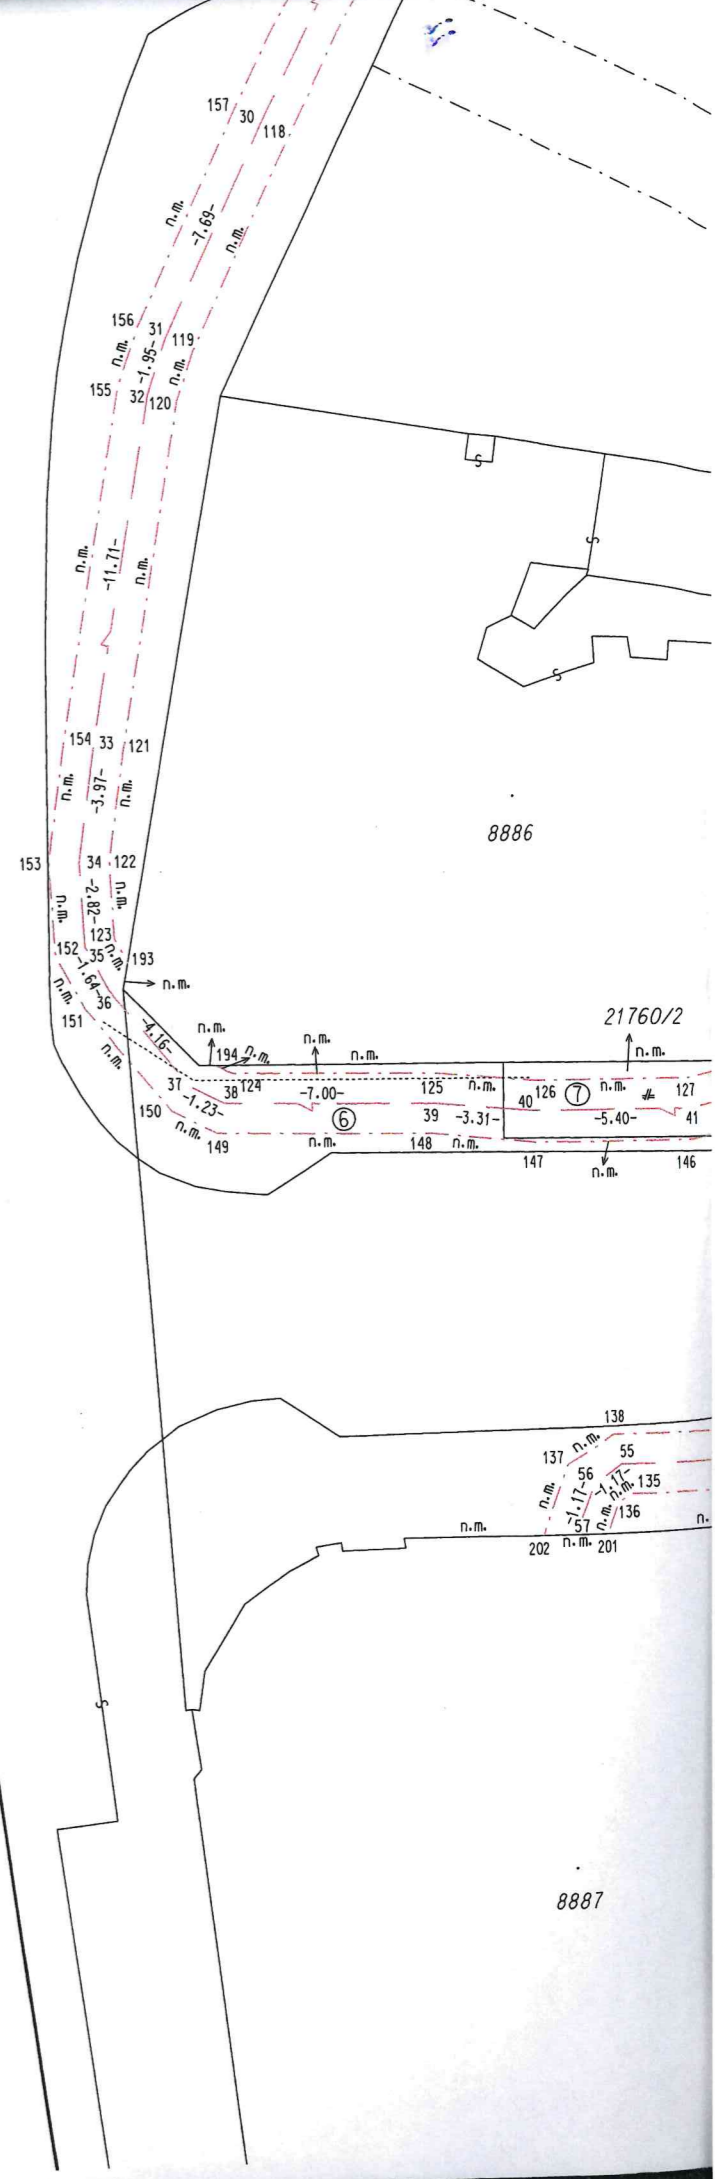 157 30 118
n.m. -7.69- n.m.
156 31 119
n.m. -1.95- n.m.
155 32 120
n.m. -11.71- n.m.
154 33 121
n.m. -3.97- n.m.
8886
153 34 122
n.m. -2.82- n.m.
123
152 35 n.m. 193
-1.64- n.m.
n.m. 36
151
21760/2
-4.16- n.m. n.m.
n.m. 194 n.m. n.m. n.m.
37 124 125 n.m. 126 n.m. 127
38 -7.00- 40 7
-1.23- 6 39 -3.31- -5.40- 41
150
n.m. n.m. n.m.
149 148
147 146
n.m.
138
n.m.
137 55
56 -1.17- 135
n.m. -1.17- n.m.
n.m. 136
n.m. 57 n.
202 n.m. 201
8887